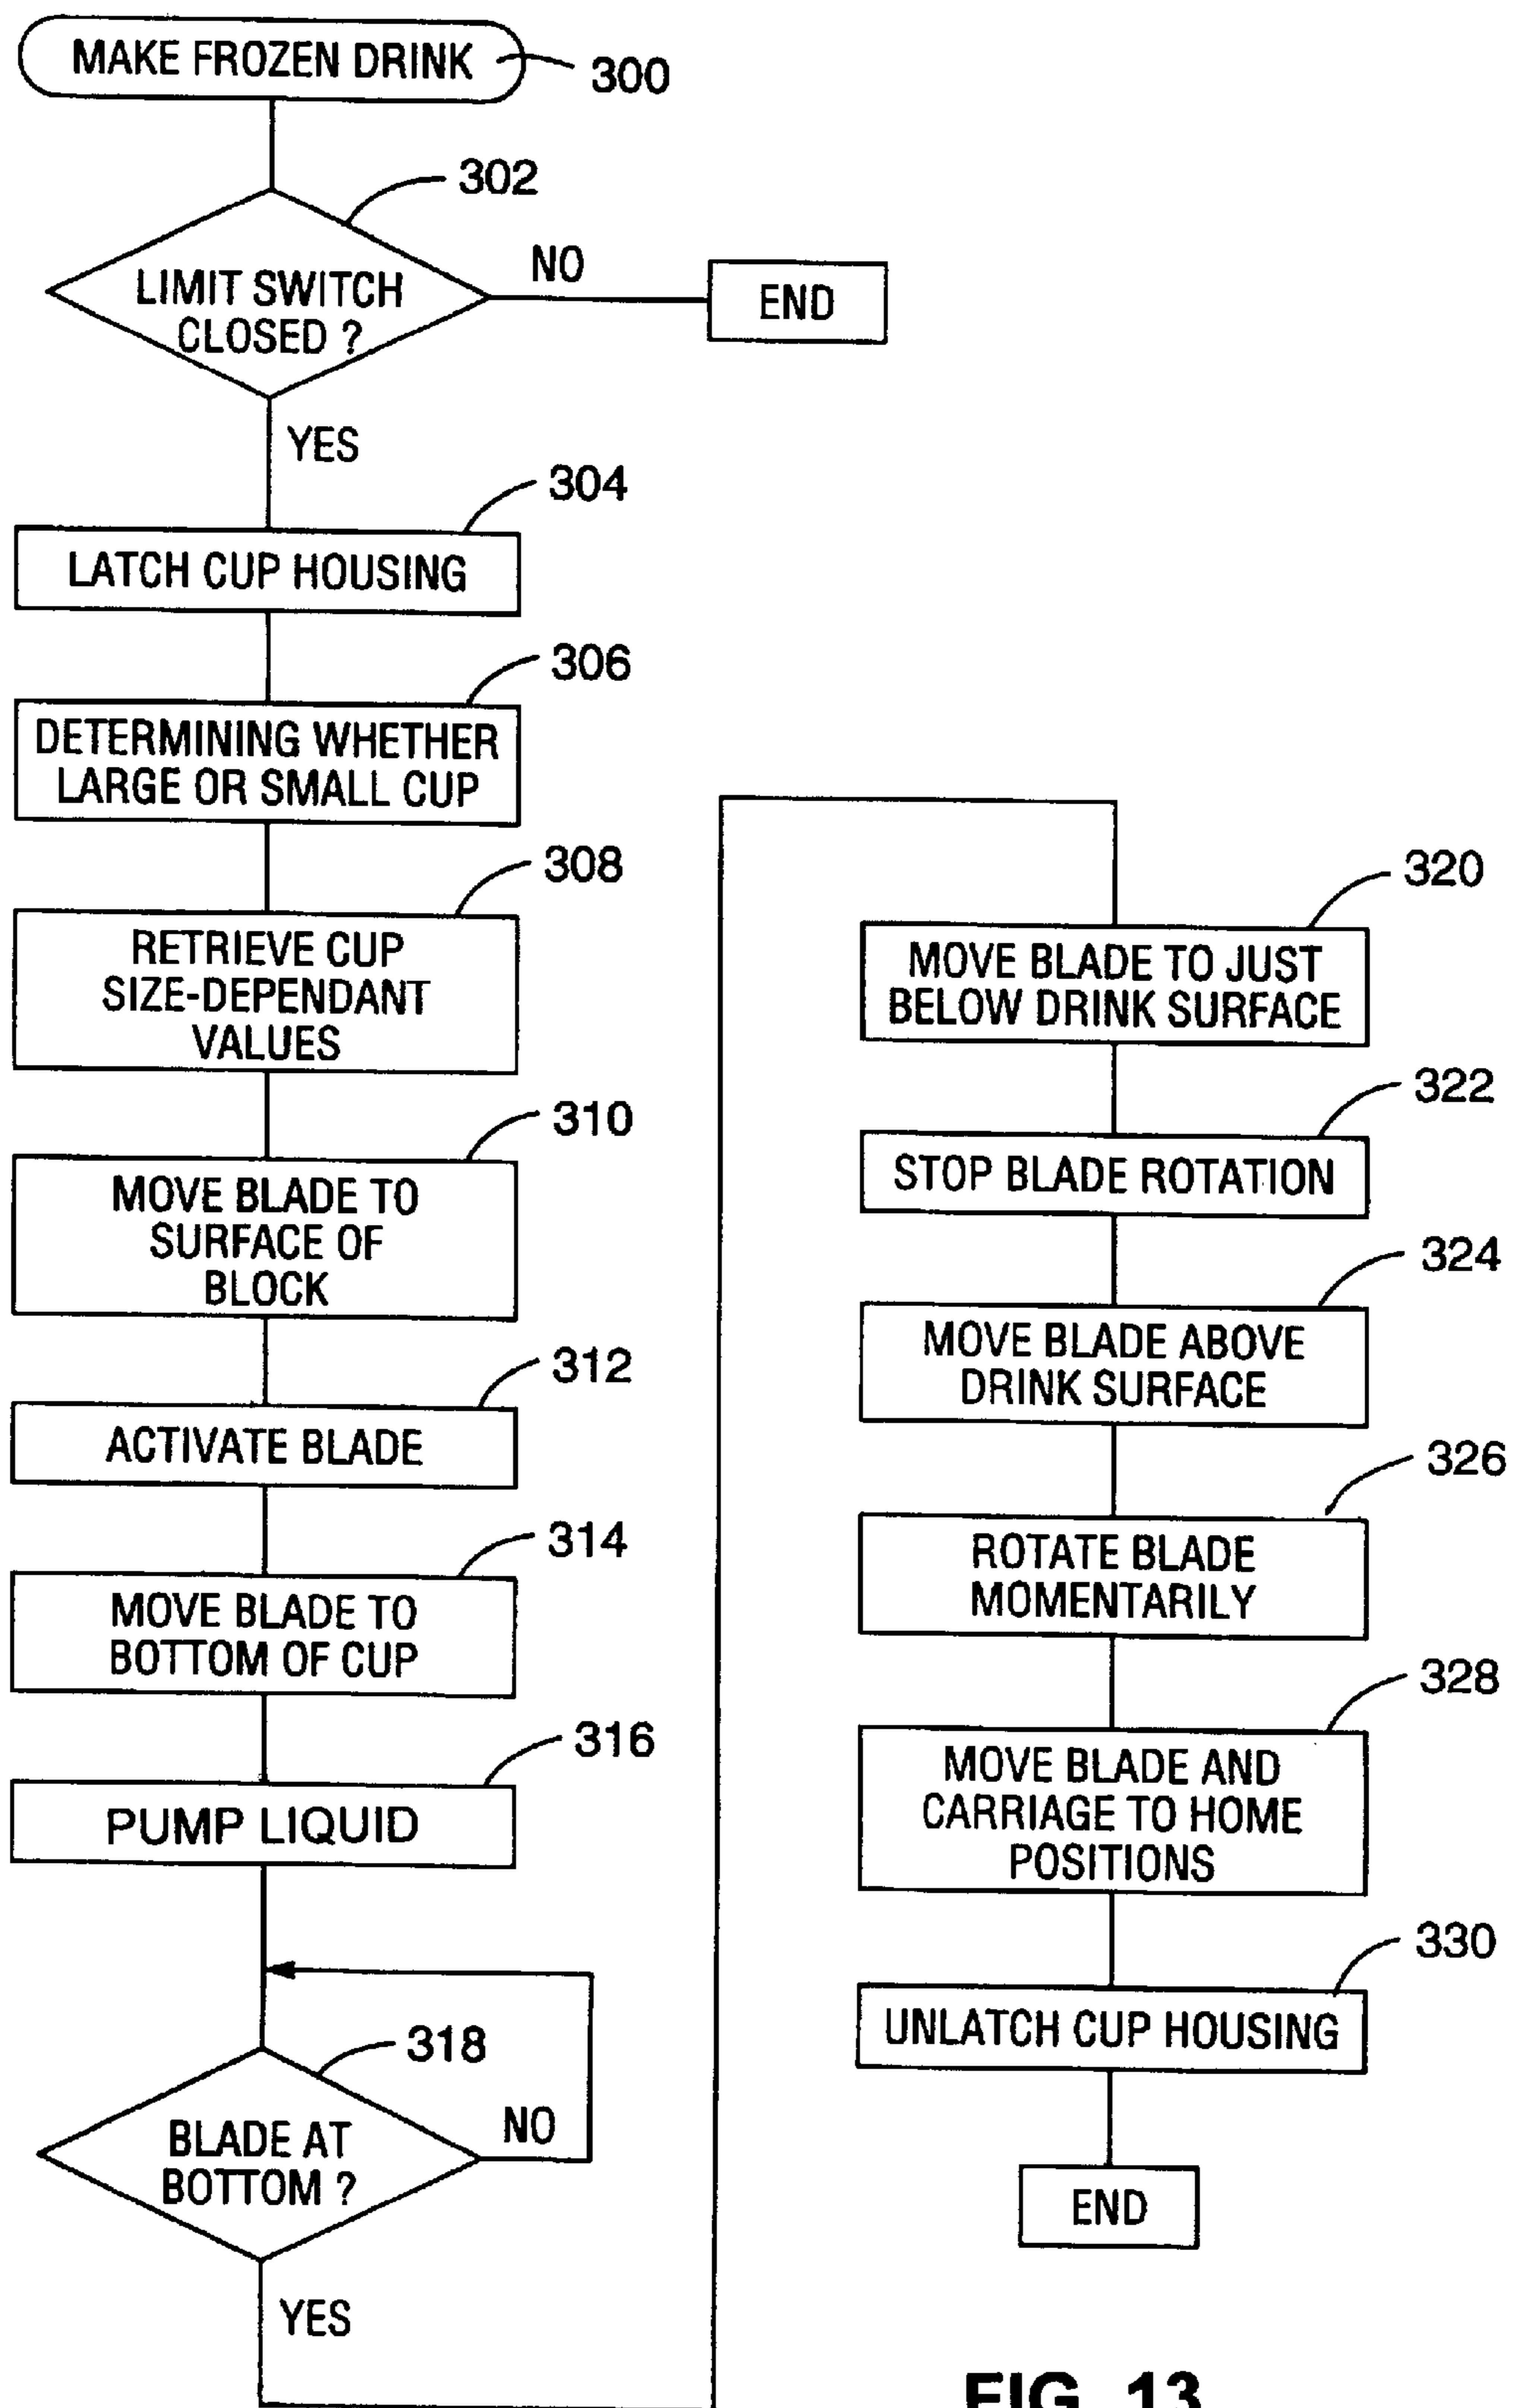 MAKE FROZEN DRINK
300
302
LIMIT SWITCH
CLOSED ?
NO
END
YES
304
LATCH CUP HOUSING
306
DETERMINING WHETHER
LARGE OR SMALL CUP
308
RETRIEVE CUP
SIZE-DEPENDANT
VALUES
310
MOVE BLADE TO
SURFACE OF
BLOCK
312
ACTIVATE BLADE
314
MOVE BLADE TO
BOTTOM OF CUP
316
PUMP LIQUID
318
BLADE AT
BOTTOM ?
NO
YES
320
MOVE BLADE TO JUST
BELOW DRINK SURFACE
322
STOP BLADE ROTATION
324
MOVE BLADE ABOVE
DRINK SURFACE
326
ROTATE BLADE
MOMENTARILY
328
MOVE BLADE AND
CARRIAGE TO HOME
POSITIONS
330
UNLATCH CUP HOUSING
END
FIG. 13